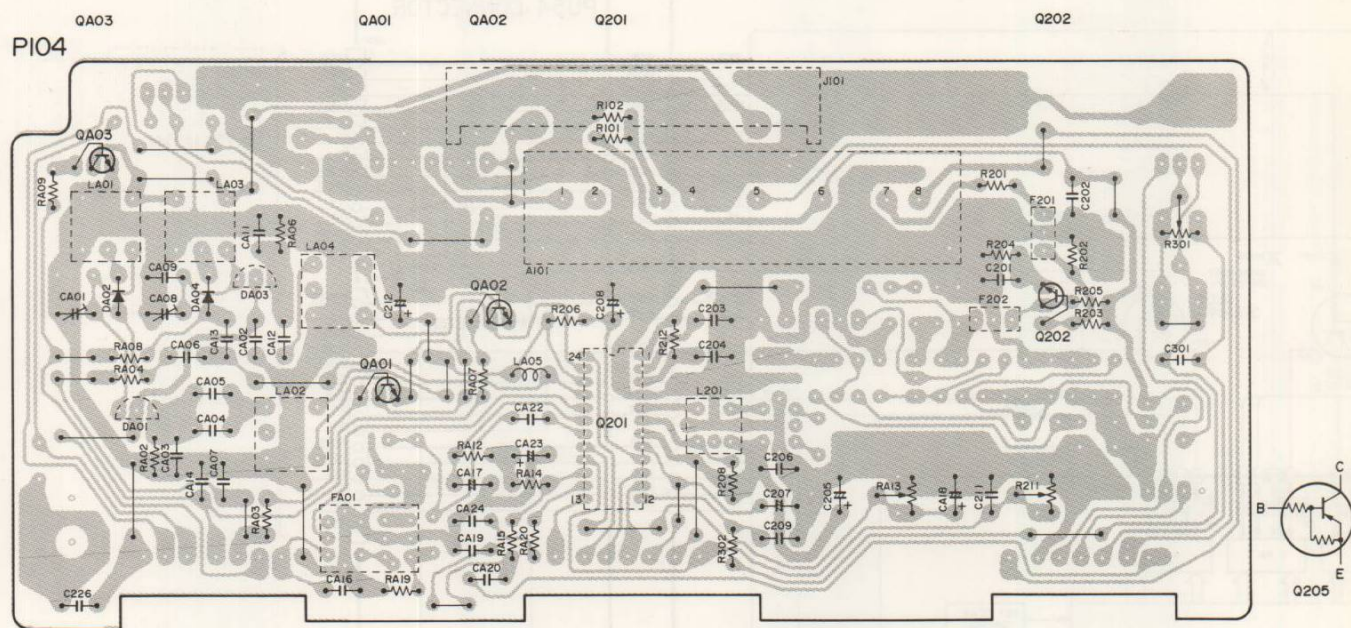 QA03 QA01 QA02 Q201 Q202
P104
J101
R102
R101
QA03
RA09
LA01
LA03
1 2 3 4 5 6 7 8
R201
C202
F201
CA11
RA06
LA04
R301
R204
R202
A101
CA09
C201
CA01
DA02
CA08
DA04
DA03
C212
+
QA02
R206
C208
+
C203
R212
F202
R205
R203
Q202
CA13
CA02
CA12
RA08
CA06
RA04
QA01
RA07
LA05
24
C204
C301
CA05
LA02
L201
DA01
CA04
CA22
Q201
RA02
CA03
CA14
CA07
RA12
CA23
+
CA17
RA14
R208
C206
C
RA03
FA01
13
12
C207
C205
+
RA13
CA18
+
C211
R211
B
CA24
CA19
RA15
RA20
R302
C209
E
CA20
CA16
RA19
C226
Q205